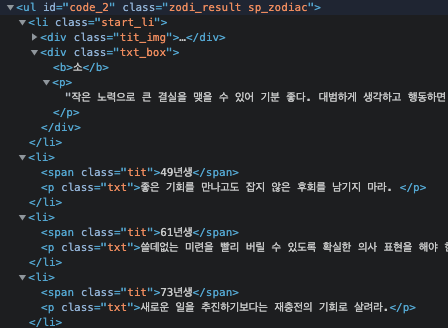 ▼<ul id="code_2" class="zodi_result sp_zodiac">
▼<li class="start_li">
▶<div class="tit_img">…</div>
▼<div class="txt_box">
<b>소</b>
▼<p>
"작은 노력으로 큰 결실을 맺을 수 있어 기분 좋다. 대범하게 생각하고 행동하면
</p>
</div>
</li>
▼<li>
<span class="tit">49년생</span>
<p class="txt">좋은 기회를 만나고도 잡지 않은 후회를 남기지 마라. </p>
</li>
▼<li>
<span class="tit">61년생</span>
<p class="txt">쓸데없는 미련을 빨리 버릴 수 있도록 확실한 의사 표현을 해야
</li>
▼<li>
<span class="tit">73년생</span>
<p class="txt">새로운 일을 추진하기보다는 재충전의 기회로 살려라.</p>
</li>